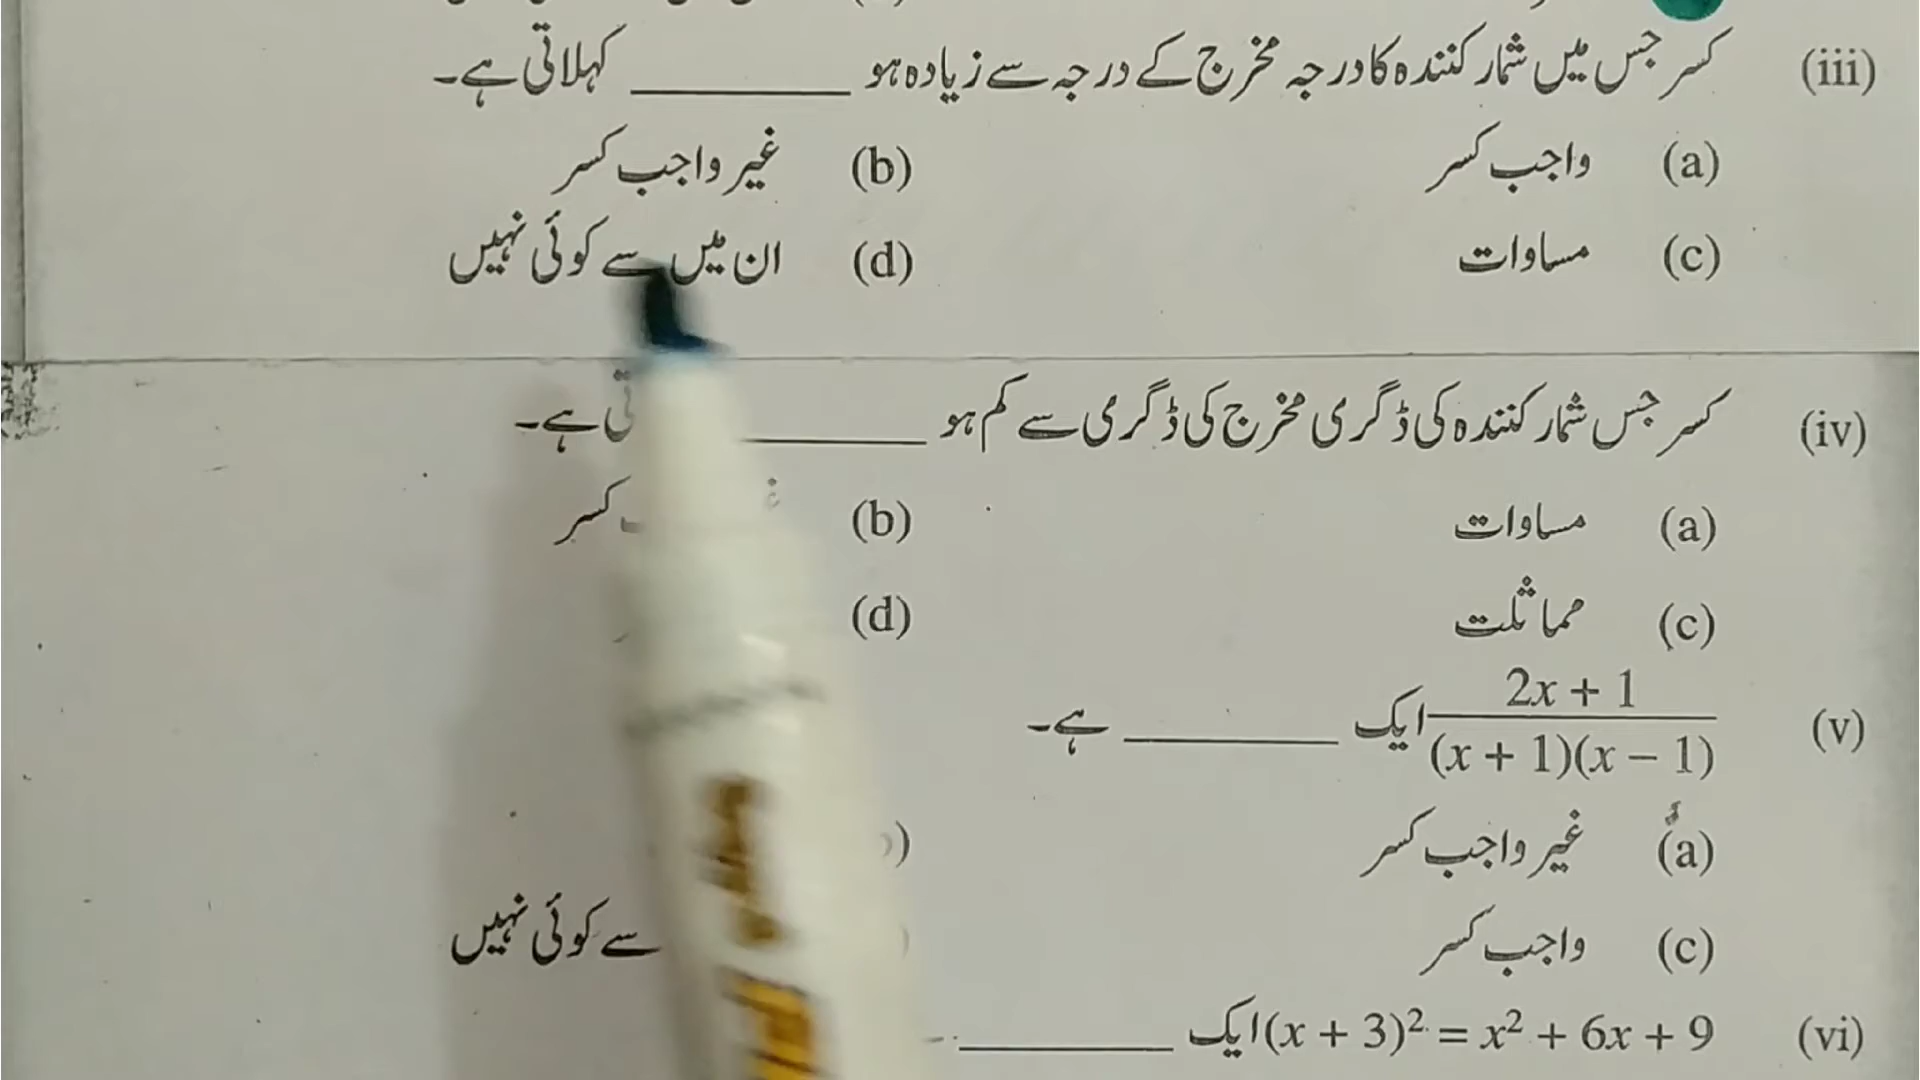 (iii) کسر جس میں شمار کنندہ کا درجہ مخرج کے درجہ سے زیادہ ہو ________ کہلاتی ہے۔
(a) واجب کسر (b) غیر واجب کسر
(c) مساوات (d) ان میں سے کوئی نہیں
(iv) کسر جس شمار کنندہ کی ڈگری مخرج کی ڈگری سے کم ہو ________ ہے۔
(a) مساوات (b) کسر
(c) مماثلت (d)
(v) (2x + 1)/((x + 1)(x − 1)) ایک ________ ہے۔
(a) غیر واجب کسر
(c) واجب کسر سے کوئی نہیں
(vi) (x + 3)² = x² + 6x + 9 ایک ________